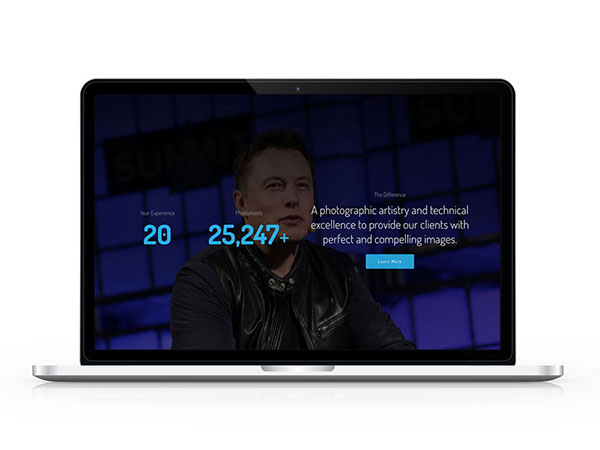 SUMMIT
SU
Year Experience
20
Photoshoots
25,247+
The Difference
A photographic artistry and technical
excellence to provide our clients with
perfect and compelling images.
Learn More